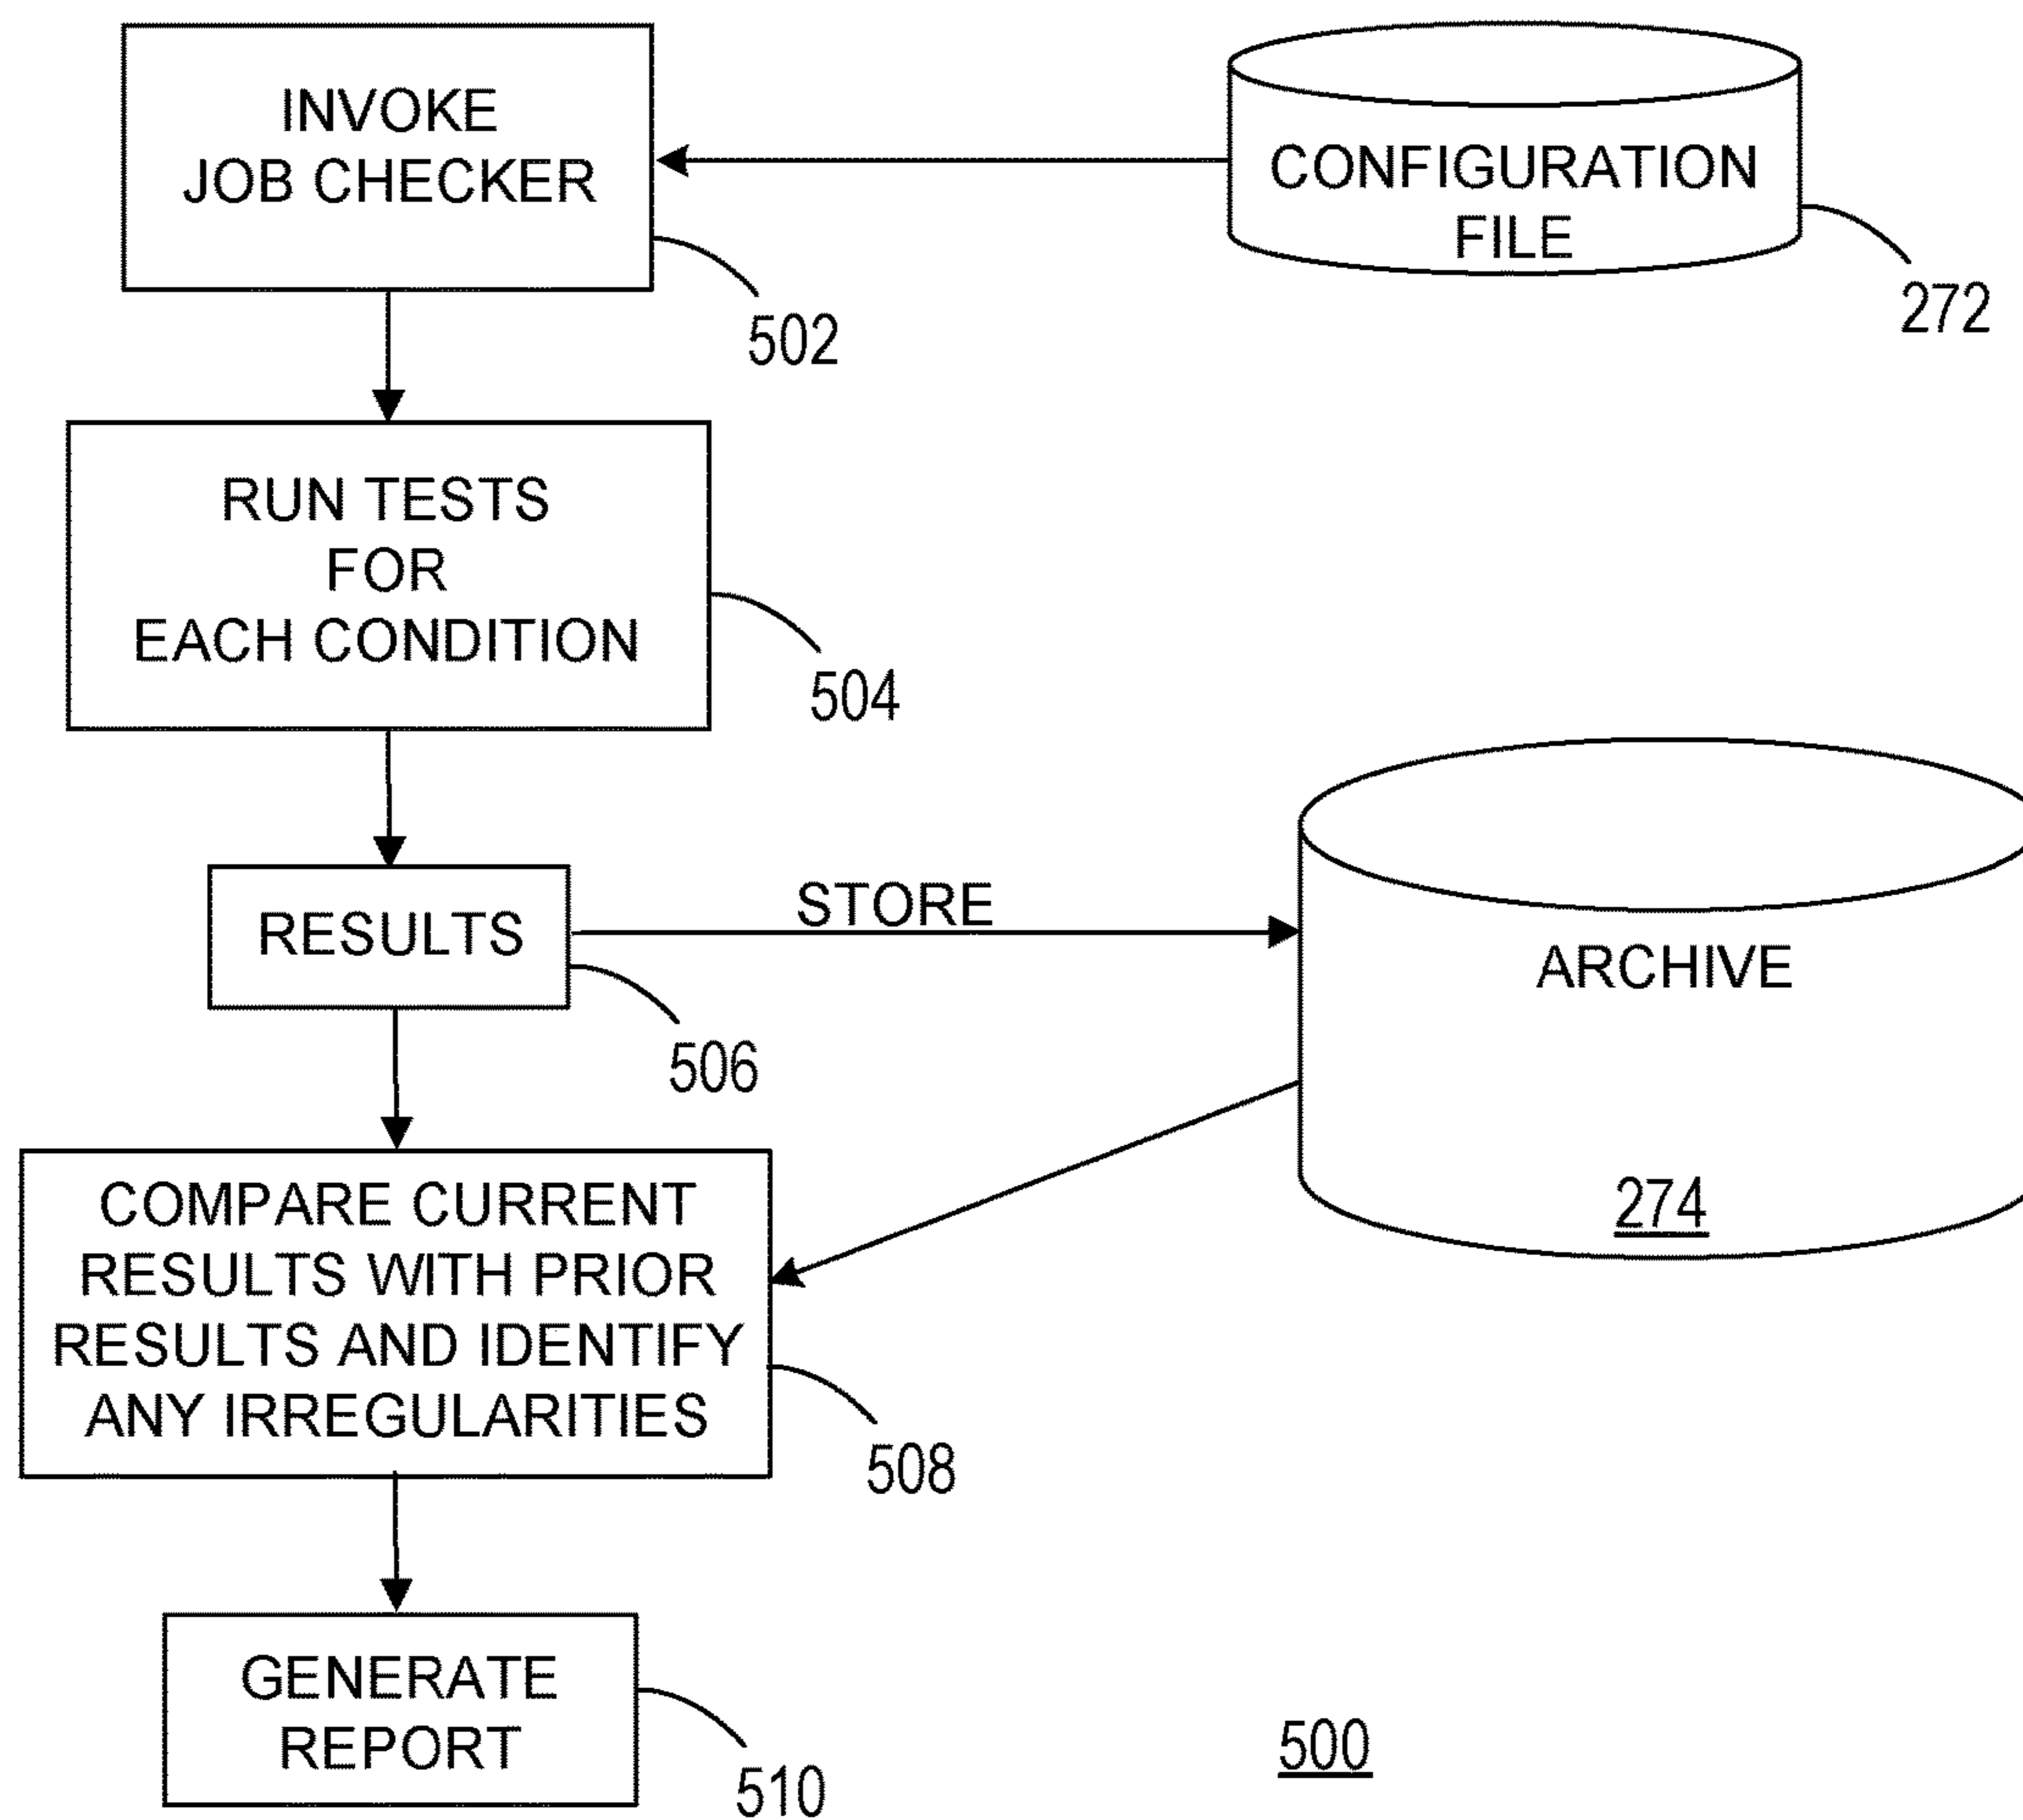 INVOKE
JOB CHECKER
502
CONFIGURATION
FILE
272
RUN TESTS
FOR
EACH CONDITION
504
RESULTS
506
STORE
ARCHIVE
274
COMPARE CURRENT
RESULTS WITH PRIOR
RESULTS AND IDENTIFY
ANY IRREGULARITIES
508
GENERATE
REPORT
510
500